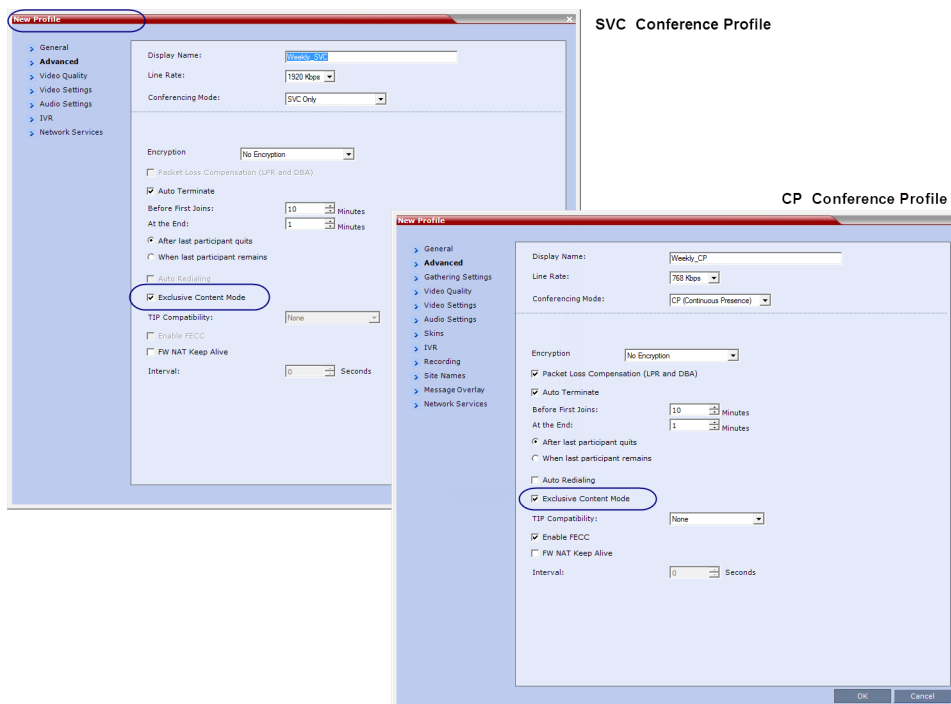 New Profile
SVC Conference Profile
General
Advanced
Video Quality
Video Settings
Audio Settings
IVR
Network Services
Display Name: Weekly_SVC
Line Rate: 1920 Kbps
Conferencing Mode: SVC Only
Encryption No Encryption
Packet Loss Compensation (LPR and DBA)
Auto Terminate
Before First Joins: 10 Minutes
At the End: 1 Minutes
After last participant quits
When last participant remains
Auto Redialing
Exclusive Content Mode
TIP Compatibility: None
Enable FECC
FW NAT Keep Alive
Interval: 0 Seconds
CP Conference Profile
New Profile
General
Advanced
Gathering Settings
Video Quality
Video Settings
Audio Settings
Skins
IVR
Recording
Site Names
Message Overlay
Network Services
Display Name: Weekly_CP
Line Rate: 768 Kbps
Conferencing Mode: CP (Continuous Presence)
Encryption No Encryption
Packet Loss Compensation (LPR and DBA)
Auto Terminate
Before First Joins: 10 Minutes
At the End: 1 Minutes
After last participant quits
When last participant remains
Auto Redialing
Exclusive Content Mode
TIP Compatibility: None
Enable FECC
FW NAT Keep Alive
Interval: 0 Seconds
OK Cancel